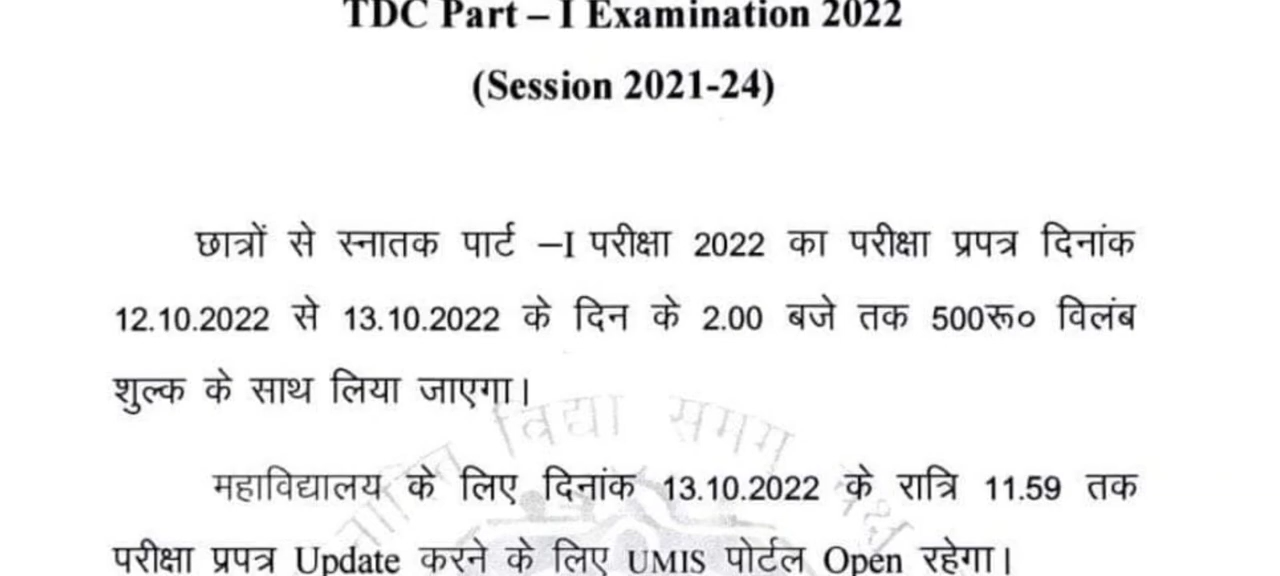 TDC Part – I Examination 2022
(Session 2021-24)
छात्रों से स्नातक पार्ट –I परीक्षा 2022 का परीक्षा प्रपत्र दिनांक
12.10.2022 से 13.10.2022 के दिन के 2.00 बजे तक 500रू० विलंब
शुल्क के साथ लिया जाएगा।
विद्या समग्र
महाविद्यालय के लिए दिनांक 13.10.2022 के रात्रि 11.59 तक
परीक्षा प्रपत्र Update करने के लिए UMIS पोर्टल Open रहेगा।